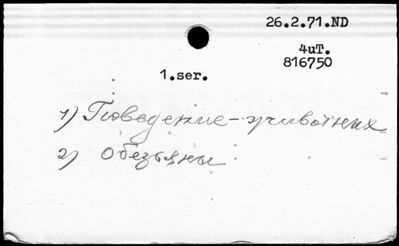 26.2.71.ND
4uT.
816750
1.ser.
1) Поведение - животных
2) Обезьяны